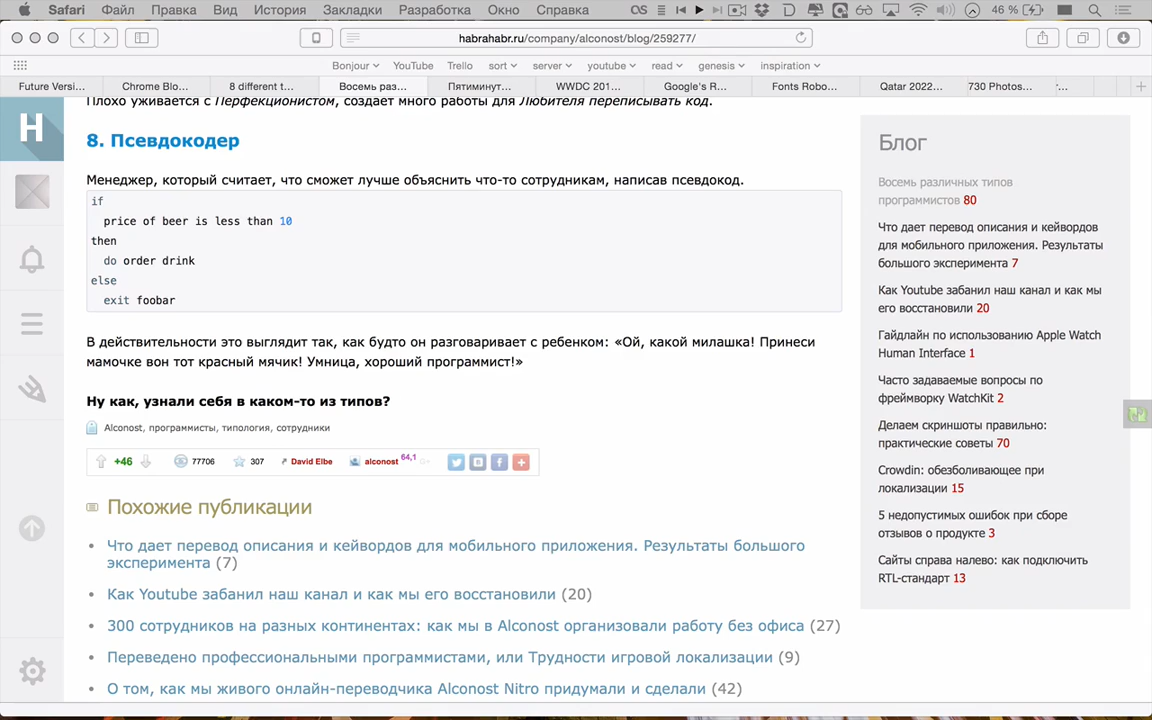 Safari Файл Правка Вид История Закладки Разработка Окно Справка 46 %
habrahabr.ru/company/alconost/blog/259277/
Bonjour YouTube Trello sort server youtube read genesis inspiration
Future Versi... Chrome Blo... 8 different t... Восемь раз... Пятиминут... WWDC 201... Google's R... Fonts Robo... Qatar 2022... 730 Photos...
Плохо уживается с Перфекционистом, создает много работы для Любителя переписывать код.
8. Псевдокодер
Менеджер, который считает, что сможет лучше объяснить что-то сотрудникам, написав псевдокод.
if
price of beer is less than 10
then
do order drink
else
exit foobar
В действительности это выглядит так, как будто он разговаривает с ребенком: «Ой, какой милашка! Принеси
мамочке вон тот красный мячик! Умница, хороший программист!»
Ну как, узнали себя в каком-то из типов?
Alconost, программисты, типология, сотрудники
+46 77706 307 David Elbe alconost 64,1
Похожие публикации
Что дает перевод описания и кейвордов для мобильного приложения. Результаты большого
эксперимента (7)
Как Youtube забанил наш канал и как мы его восстановили (20)
300 сотрудников на разных континентах: как мы в Alconost организовали работу без офиса (27)
Переведено профессиональными программистами, или Трудности игровой локализации (9)
О том, как мы живого онлайн-переводчика Alconost Nitro придумали и сделали (42)
Блог
Восемь различных типов
программистов 80
Что дает перевод описания и кейвордов
для мобильного приложения. Результаты
большого эксперимента 7
Как Youtube забанил наш канал и как мы
его восстановили 20
Гайдлайн по использованию Apple Watch
Human Interface 1
Часто задаваемые вопросы по
фреймворку WatchKit 2
Делаем скриншоты правильно:
практические советы 70
Crowdin: обезболивающее при
локализации 15
5 недопустимых ошибок при сборе
отзывов о продукте 3
Сайты справа налево: как подключить
RTL-стандарт 13